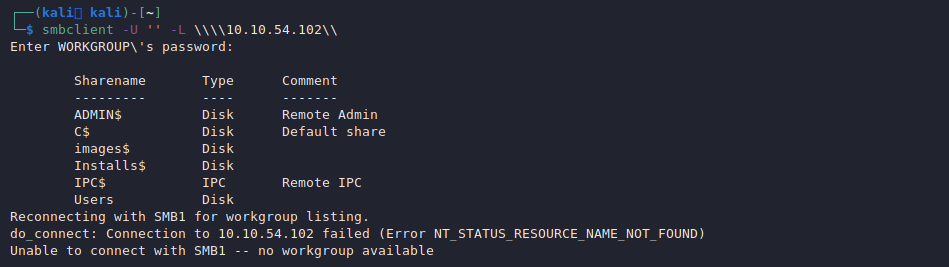 ┌──(kali㉿kali)-[~]
└─$ smbclient -U '' -L \\\\10.10.54.102\\
Enter WORKGROUP\'s password:
Sharename Type Comment
--------- ---- -------
ADMIN$ Disk Remote Admin
C$ Disk Default share
images$ Disk
Installs$ Disk
IPC$ IPC Remote IPC
Users Disk
Reconnecting with SMB1 for workgroup listing.
do_connect: Connection to 10.10.54.102 failed (Error NT_STATUS_RESOURCE_NAME_NOT_FOUND)
Unable to connect with SMB1 -- no workgroup available